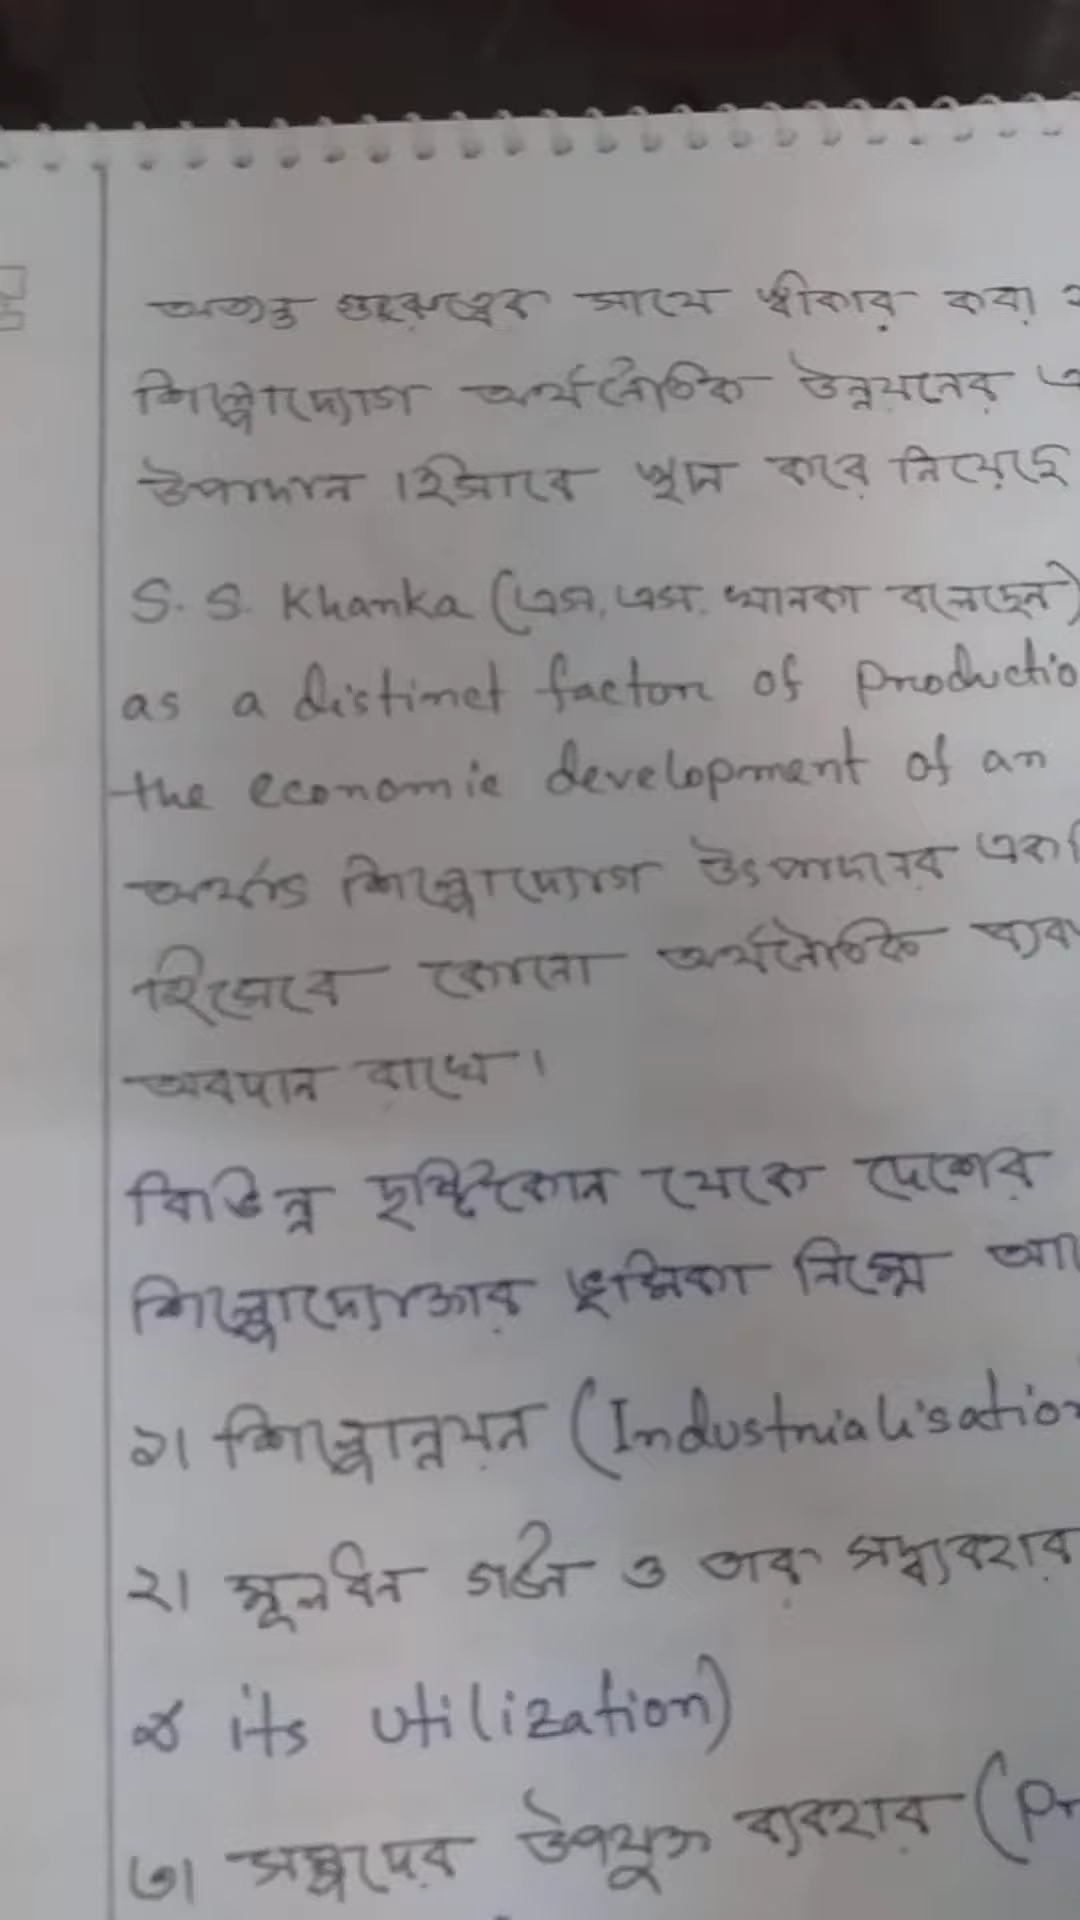 অত্যন্ত গুরুত্বের সাথে স্বীকার করা
শিল্পোদ্যোগ অর্থনৈতিক উন্নয়নের
উপাদান হিসাবে স্থান করে নিয়েছে
S. S. Khanka (এস. এস. খানকা বলেছেন)
as a distinct factor of productio
the economic development of an
অর্থাৎ শিল্পোদ্যোগ উৎপাদনের একটি
হিসেবে কোনো অর্থনৈতিক ব্যব
অবদান রাখে।
বিভিন্ন দৃষ্টিকোন থেকে দেশের
শিল্পোদ্যোক্তার ভূমিকা নিম্নে আ
১। শিল্পোন্নয়ন (Industrialisation
২। মূলধন গঠন ও তার সদ্ব্যবহার
& its utilization)
৩। সম্পদের উপযুক্ত ব্যবহার (Pr